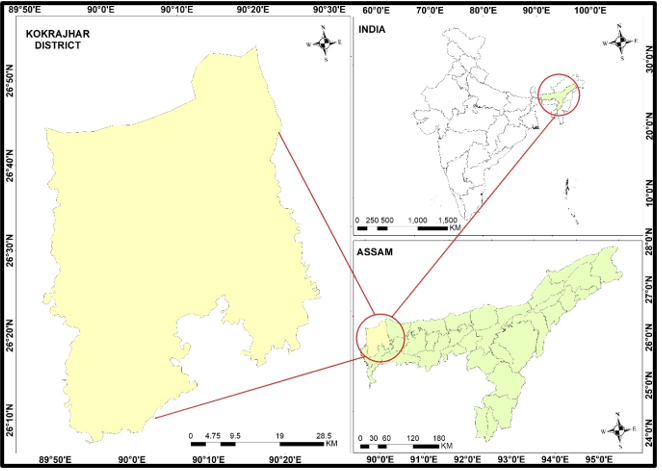 89°50'E 90°0'E 90°10'E 90°20'E 90°30'E
60°0'E 70°0'E 80°0'E 90°0'E 100°0'E
KOKRAJHAR
DISTRICT
N
W E
S
26°50'N
26°40'N
26°30'N
26°20'N
26°10'N
0 4.75 9.5 19 28.5
KM
89°50'E 90°0'E 90°10'E 90°20'E
INDIA
N
W E
S
30°0'N
20°0'N
10°0'N
0 250 500 1,000 1,500
KM
ASSAM
28°0'N
27°0'N
26°0'N
25°0'N
24°0'N
N
W E
S
0 30 60 120 180
KM
90°0'E 91°0'E 92°0'E 93°0'E 94°0'E 95°0'E